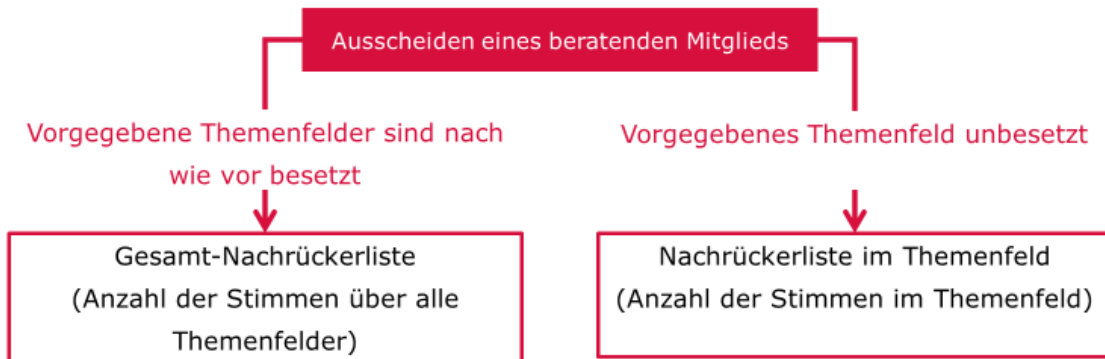 Ausscheiden eines beratenden Mitglieds
Vorgegebene Themenfelder sind nach
wie vor besetzt
Vorgegebenes Themenfeld unbesetzt
Gesamt-Nachrückerliste
(Anzahl der Stimmen über alle
Themenfelder)
Nachrückerliste im Themenfeld
(Anzahl der Stimmen im Themenfeld)